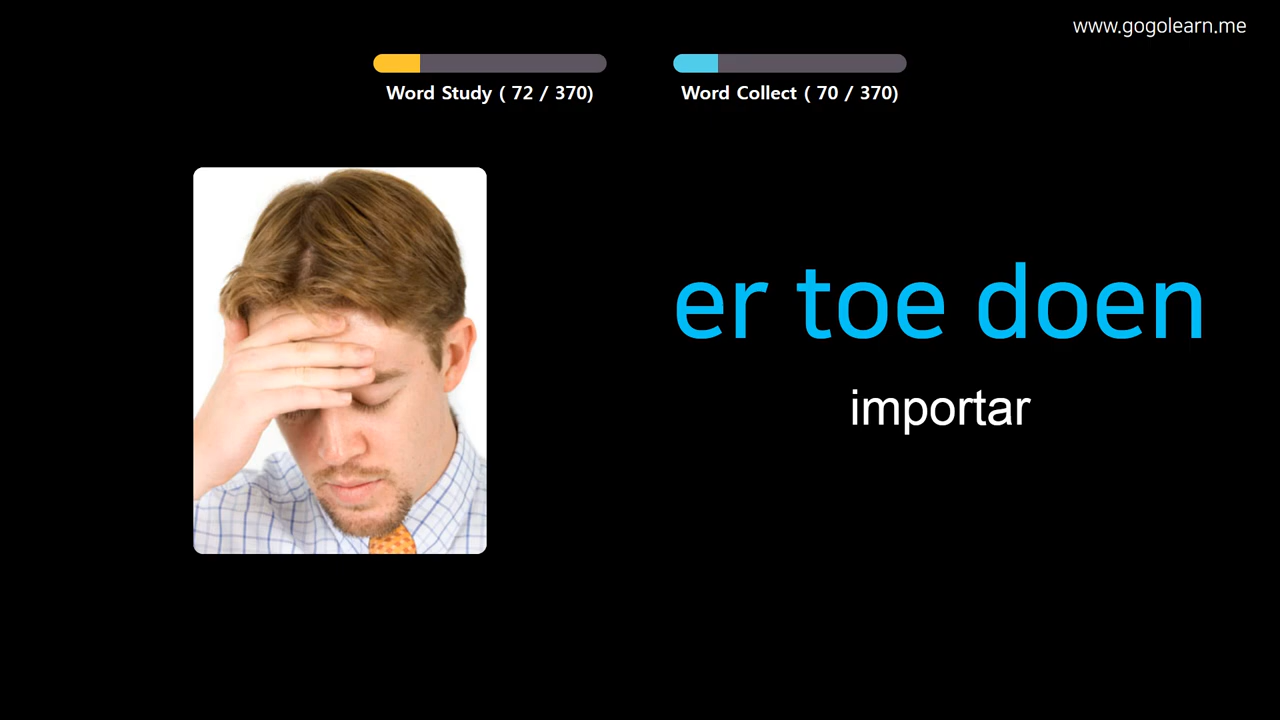 www.gogolearn.me
Word Study ( 72 / 370)
Word Collect ( 70 / 370)
er toe doen
importar